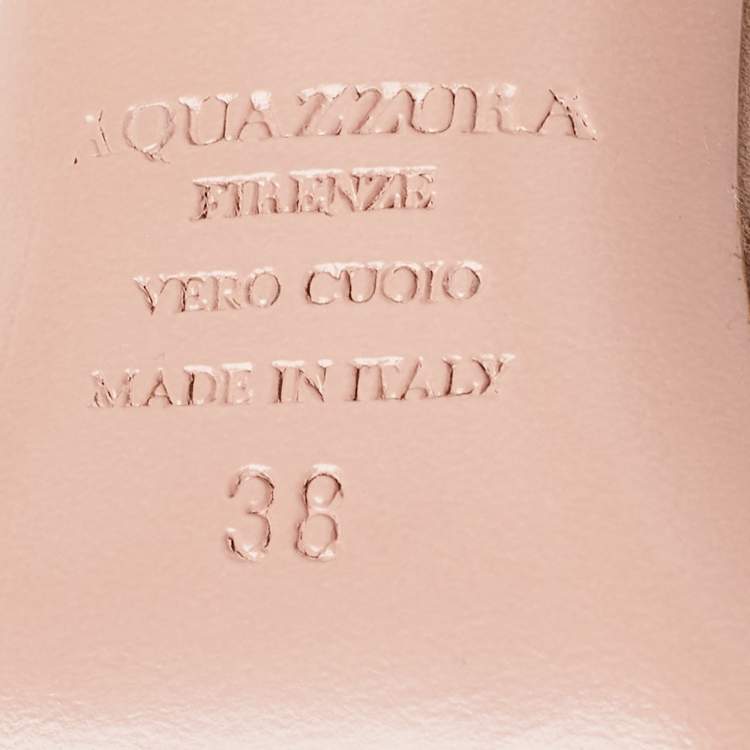 AQUAZZURA
FIRENZE
VERO CUOIO
MADE IN ITALY
38